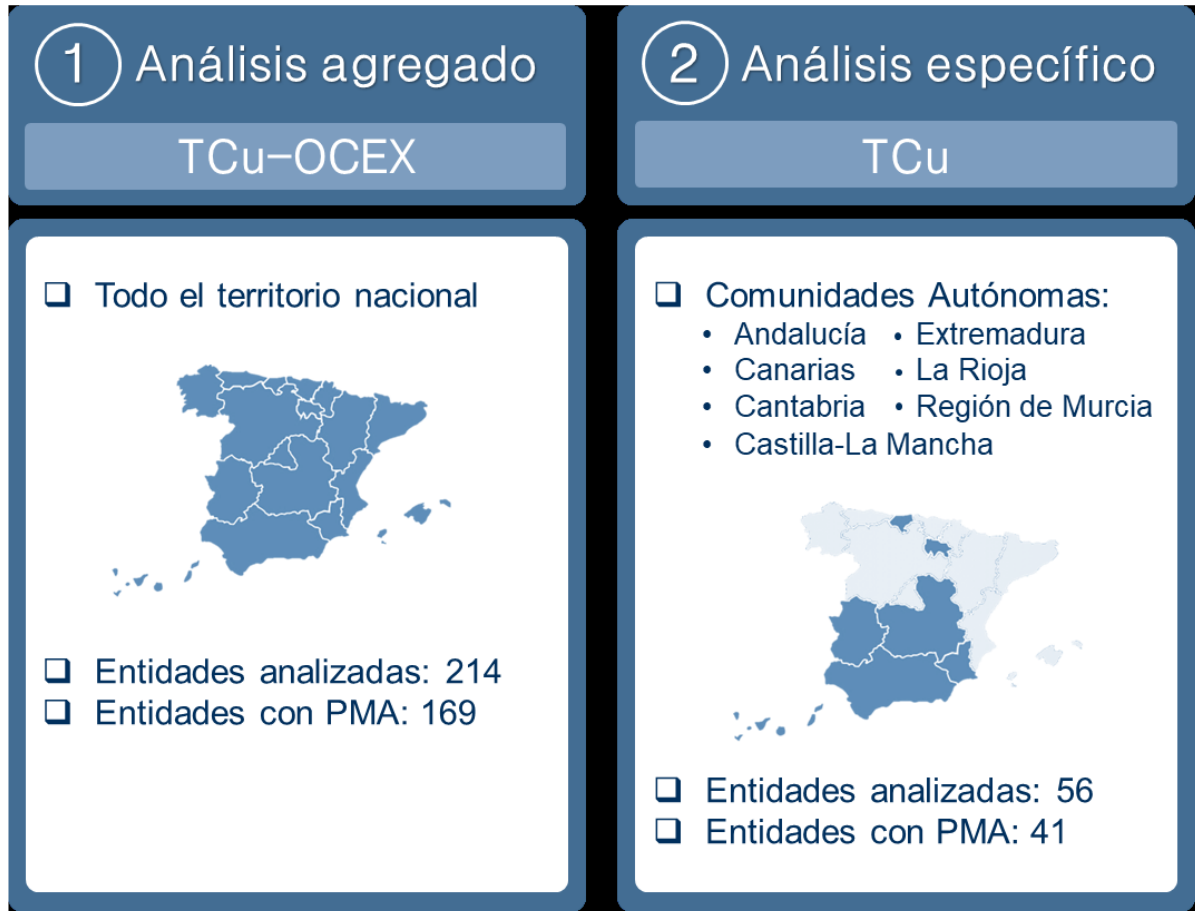 1 Análisis agregado
TCu-OCEX
❑ Todo el territorio nacional
❑ Entidades analizadas: 214
❑ Entidades con PMA: 169
2 Análisis específico
TCu
❑ Comunidades Autónomas:
• Andalucía • Extremadura
• Canarias • La Rioja
• Cantabria • Región de Murcia
• Castilla-La Mancha
❑ Entidades analizadas: 56
❑ Entidades con PMA: 41